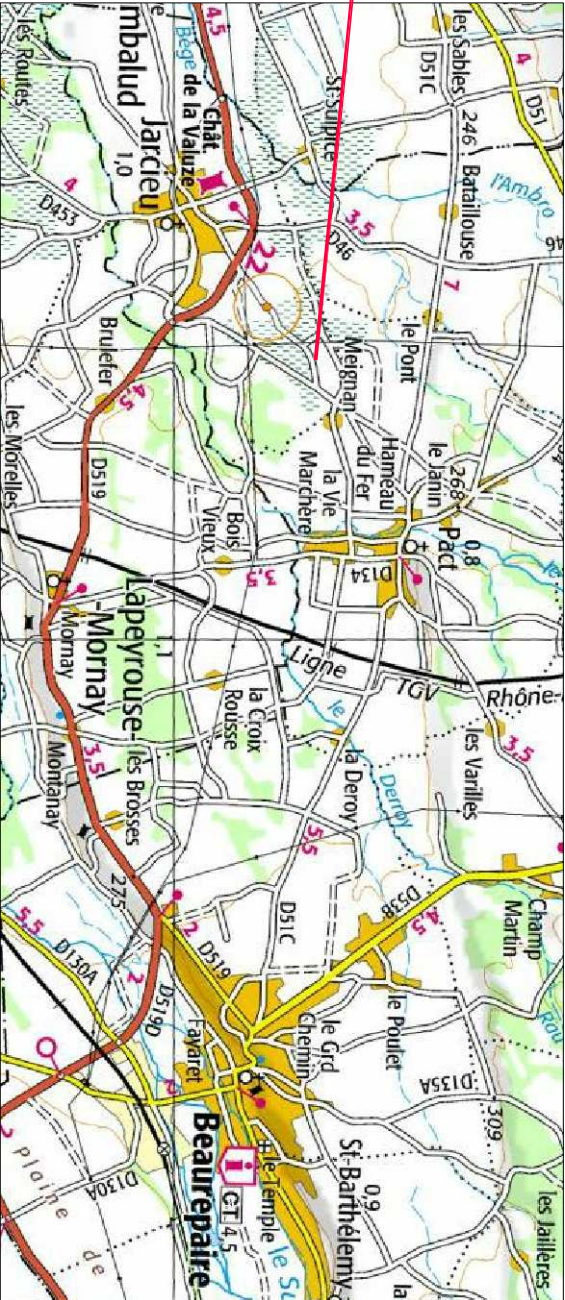 les Routes
4,5
Bège
St-Sulpice
les Sables
D51C
4
D51
246
mbalud
Jarcieu
1,0
Chât.
de la Valuze
4
D453
22
3,5
D46
Bataillouse
l'Ambro
46
7
Brulefer
4,5
les Morelles
D519
Meignan
le Pont
Hameau
du Fer
la Vie
Marchère
le Janin
268
Pact
0,8
D134
Bois
Vieux
3,5
Lapeyrouse-
-Mornay
1,1
Mornay
Ligne
TGV
Rhône-
la Croix
Rousse
le
Derroy
la Deroy
les Varilles
3,5
3,5
les Brosses
Montanay
275
5,5
D51C
D538
4,5
Champ
Martin
5,5
D130A
2
D519
2
D519D
le Poulet
le Grd
Chemin
Fayaret
Rau
D135A
309
2
Beaurepaire
i
GT
4,5
le Temple
St-Barthélemy
0,9
le Su
les Jaillères
la
D130A
Plaine de